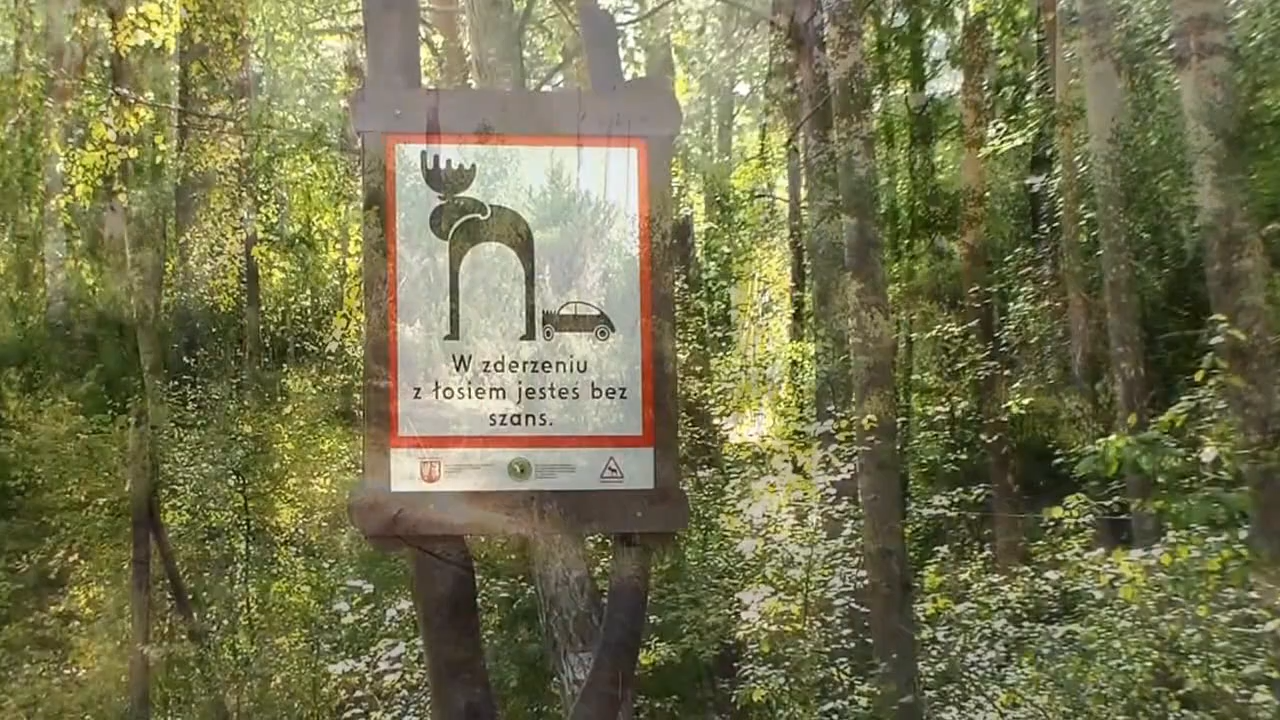 W zderzeniu
z łosiem jesteś bez
szans.